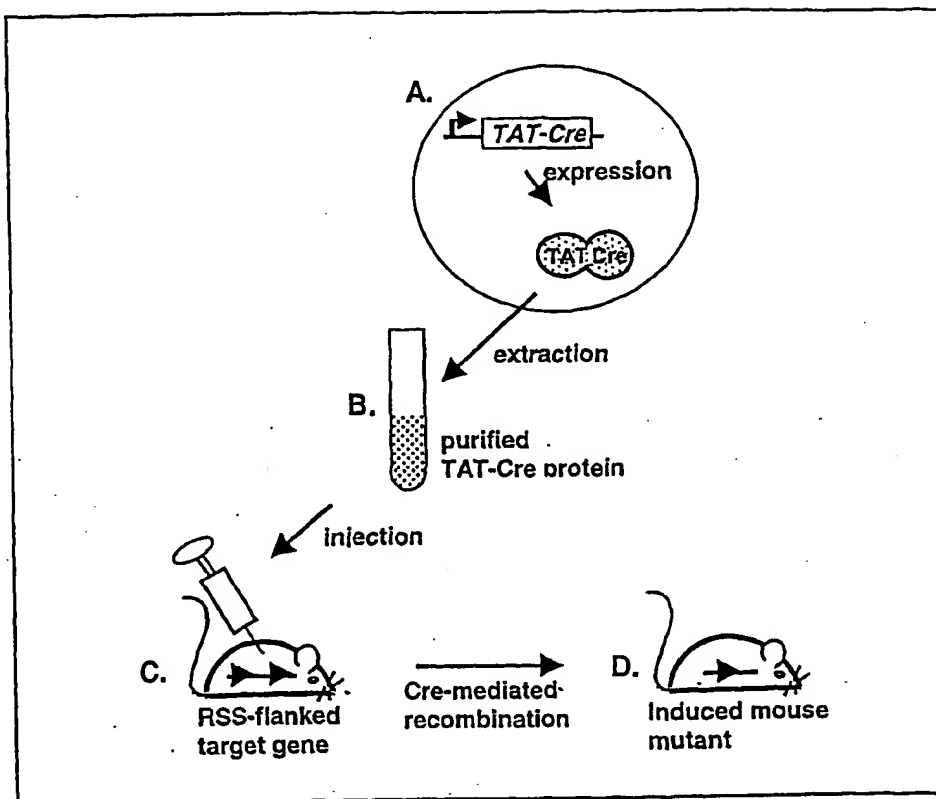 A.
TAT-Cre
expression
TAT Cre
extraction
B.
purified
TAT-Cre protein
injection
C.
RSS-flanked
target gene
Cre-mediated
recombination
D.
Induced mouse
mutant